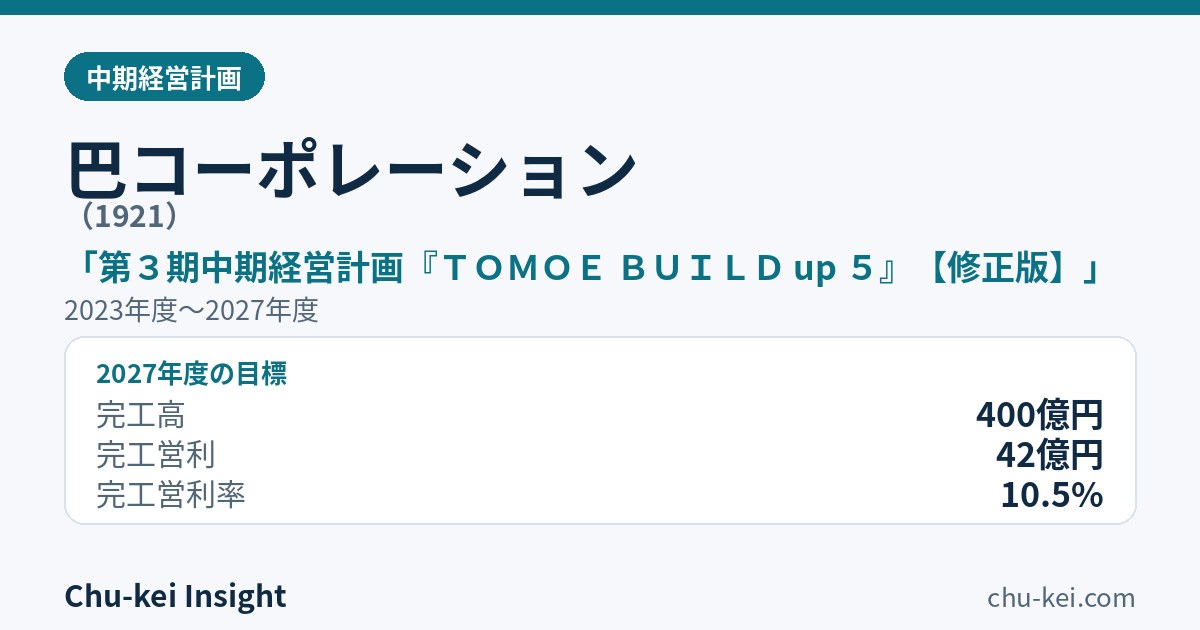 中期経営計画
巴コーポレーション
（1921）
「第３期中期経営計画『ＴＯＭＯＥ ＢＵＩＬＤ up ５』【修正版】」
2023年度～2027年度
2027年度の目標
完工高 400億円
完工営利 42億円
完工営利率 10.5%
Chu-kei Insight chu-kei.com